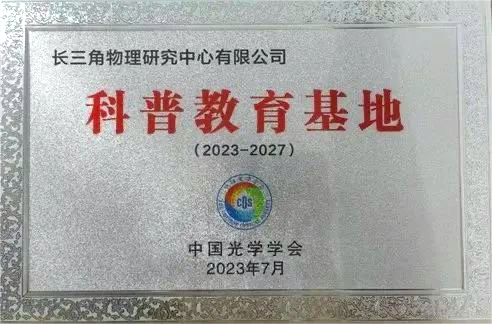 长三角物理研究中心有限公司
科普教育基地
(2023-2027)
COS
中国光学学会
2023年7月